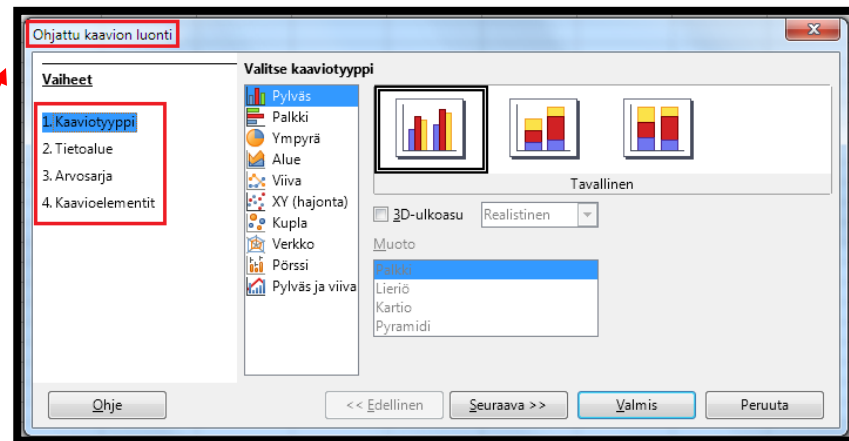 Ohjattu kaavion luonti
Vaiheet
1. Kaaviotyyppi
2. Tietoalue
3. Arvosarja
4. Kaavioelementit
Valitse kaaviotyyppi
Pylväs
Palkki
Ympyrä
Alue
Viiva
XY (hajonta)
Kupla
Verkko
Pörssi
Pylväs ja viiva
Tavallinen
3D-ulkoasu
Realistinen
Muoto
Palkio
Lieriö
Kartio
Pyramidi
Ohje
<< Edellinen
Seuraava >>
Valmis
Peruuta